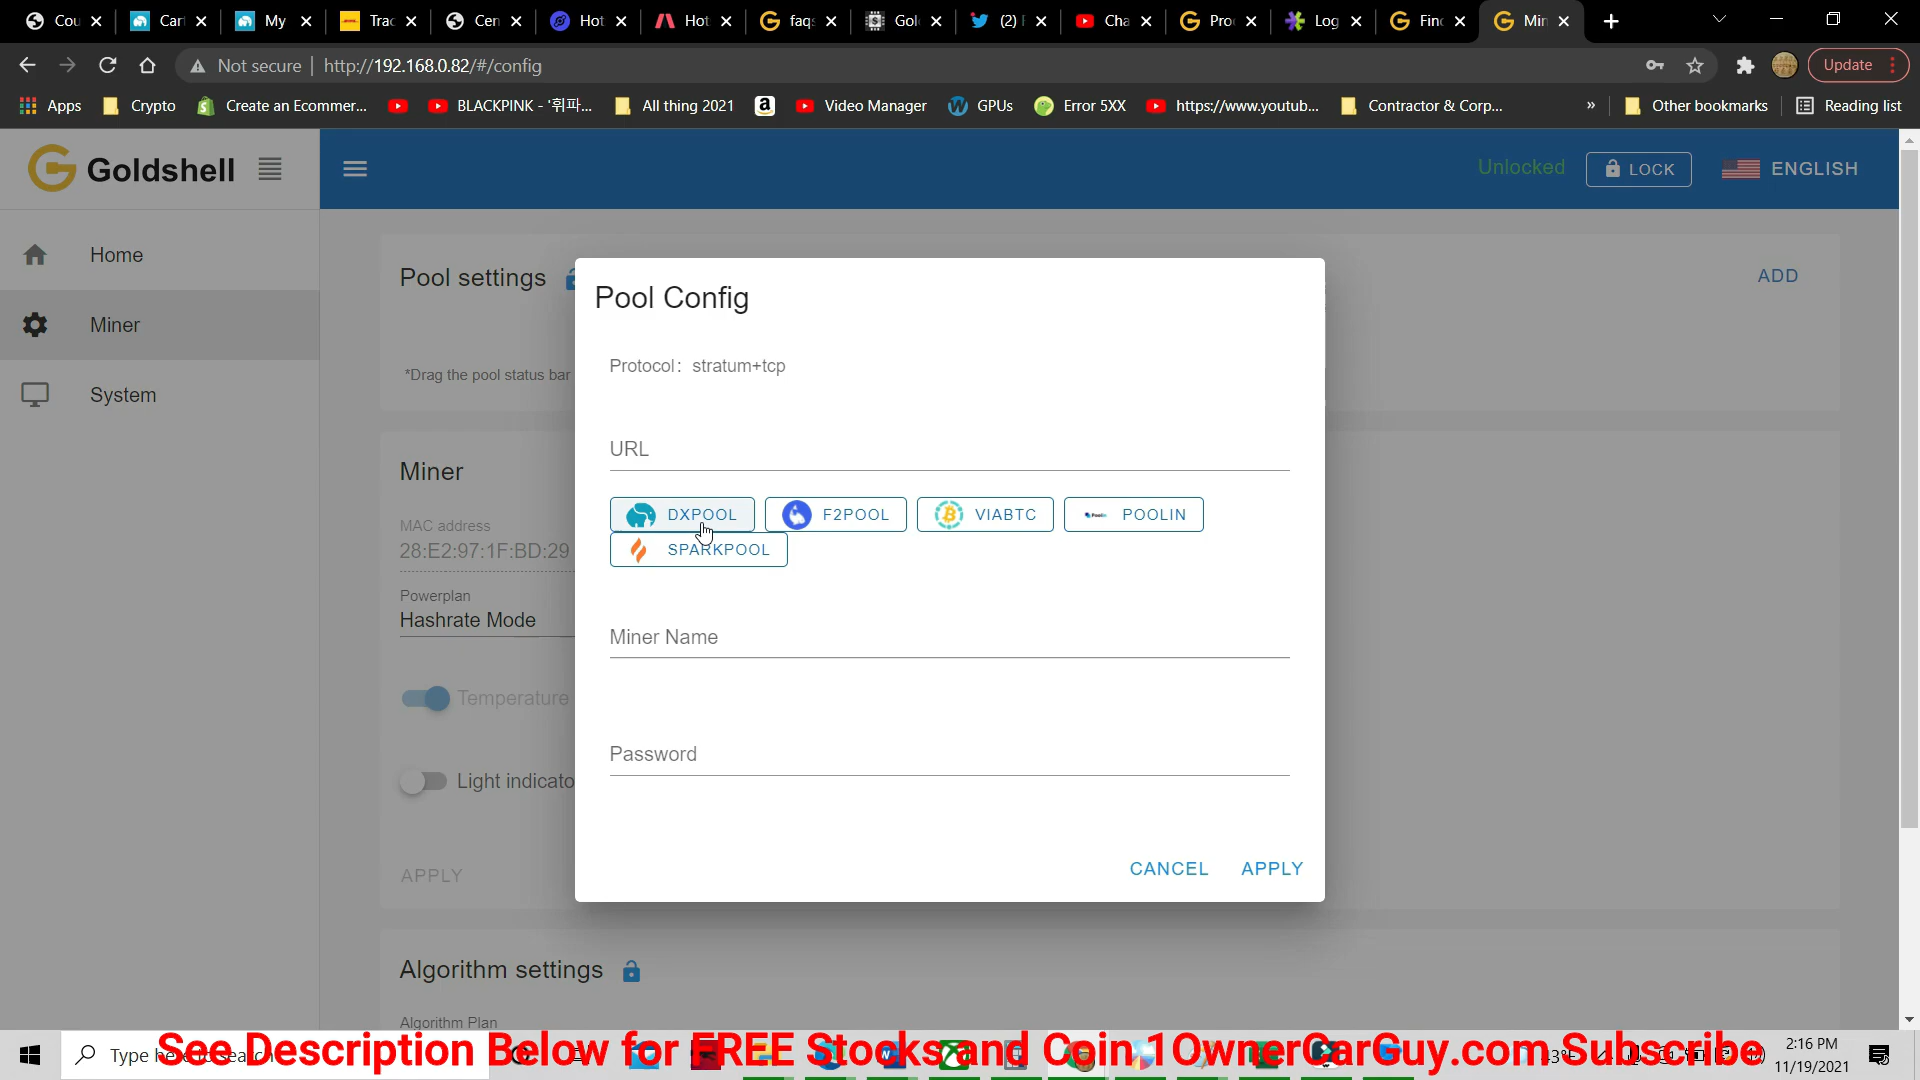 Cou
Car
My
Trac
Cen
Hot
Hot
faq
Gol
(2)
Cha
Pro
Log
Fin
Min
Not secure | http://192.168.0.82/#/config
Update
Apps
Crypto
Create an Ecommer...
BLACKPINK - '휘파...
All thing 2021
Video Manager
GPUs
Error 5XX
https://www.youtub...
Contractor & Corp...
»
Other bookmarks
Reading list
Goldshell
Unlocked
LOCK
ENGLISH
Home
Miner
System
Pool settings
ADD
*Drag the pool status bar
Miner
MAC address
28:E2:97:1F:BD:29
Powerplan
Hashrate Mode
Temperature
Light indicato
APPLY
Algorithm settings
Algorithm Plan
Pool Config
Protocol: stratum+tcp
URL
DXPOOL
F2POOL
VIABTC
POOLIN
SPARKPOOL
Miner Name
Password
CANCEL
APPLY
See Description Below for FREE Stocks and Coin 1OwnerCarGuy.com Subscribe
Type here to search
2:16 PM
11/19/2021